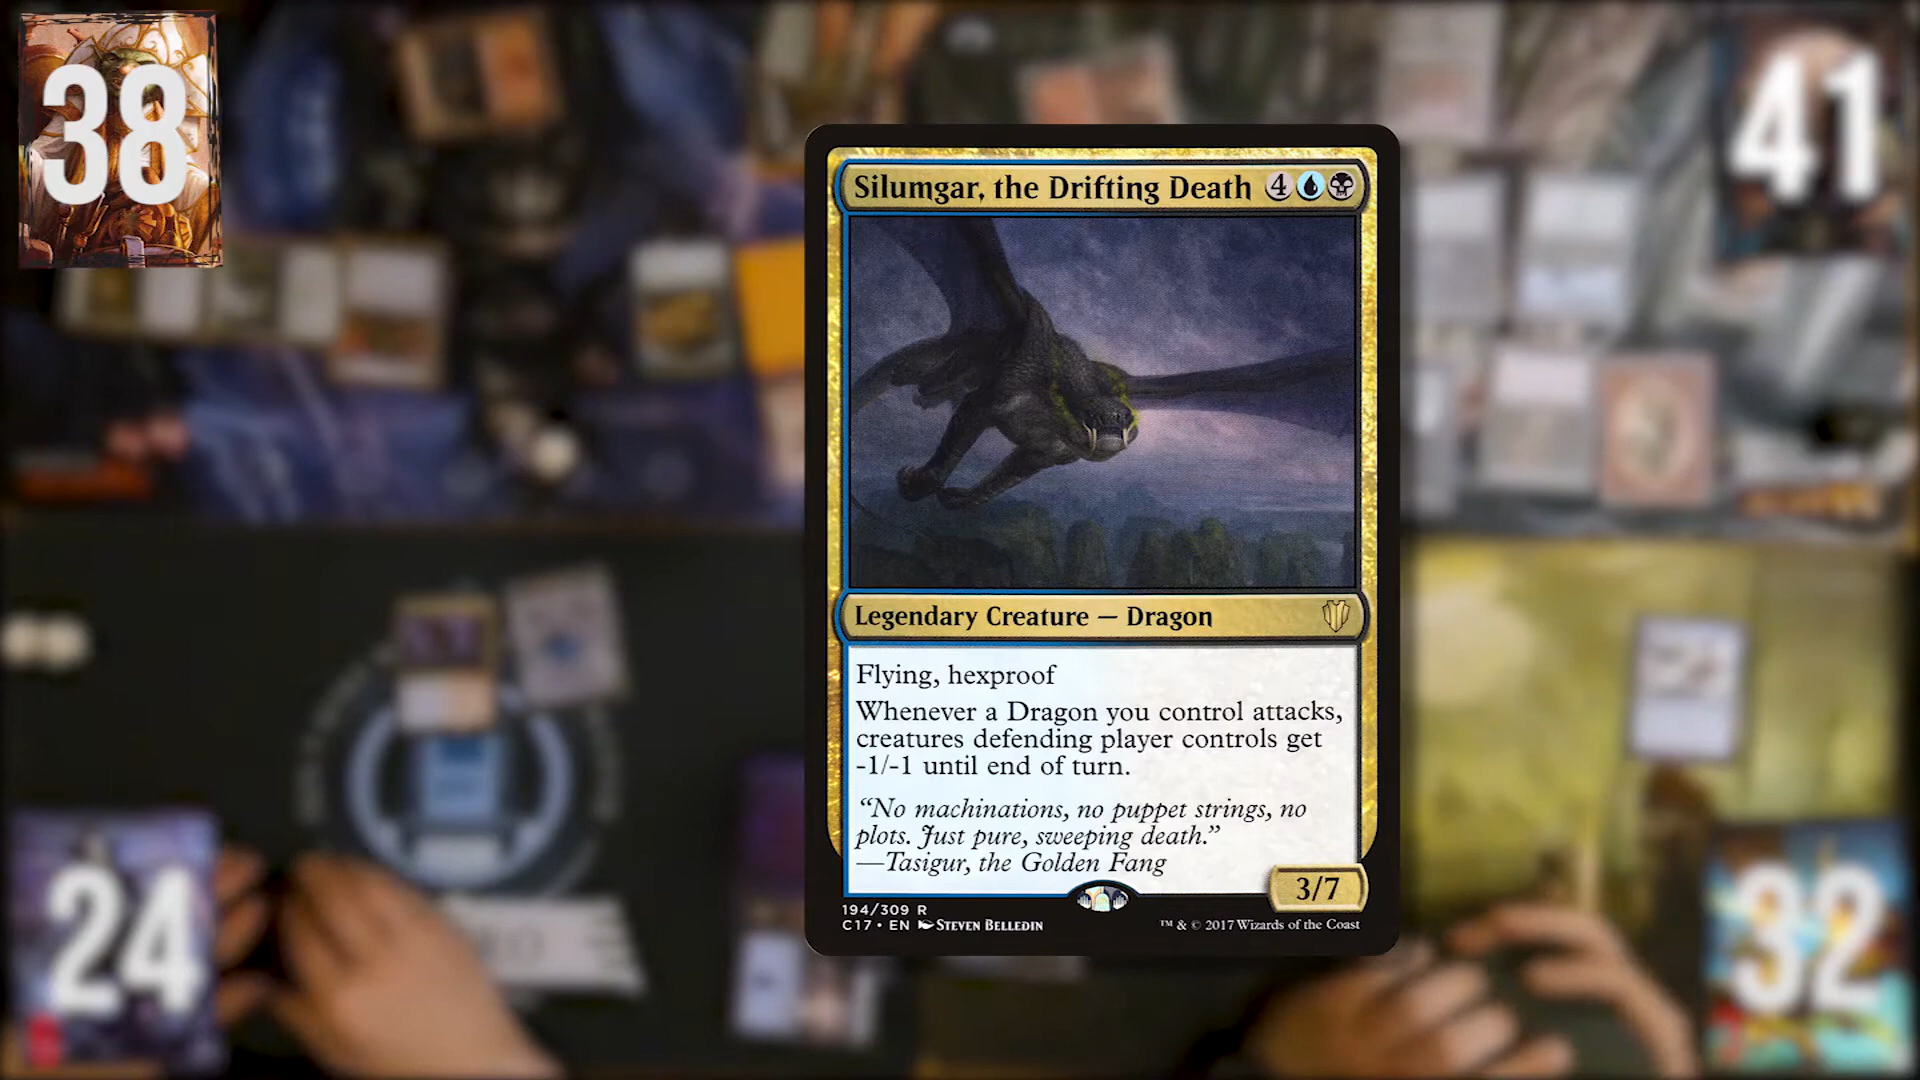 38
41
Silumgar, the Drifting Death 4
Legendary Creature — Dragon
Flying, hexproof
Whenever a Dragon you control attacks,
creatures defending player controls get
-1/-1 until end of turn.
“No machinations, no puppet strings, no
plots. Just pure, sweeping death.”
—Tasigur, the Golden Fang
3/7
194/309 R
C17 • EN STEVEN BELLEDIN
™ & © 2017 Wizards of the Coast
24
32